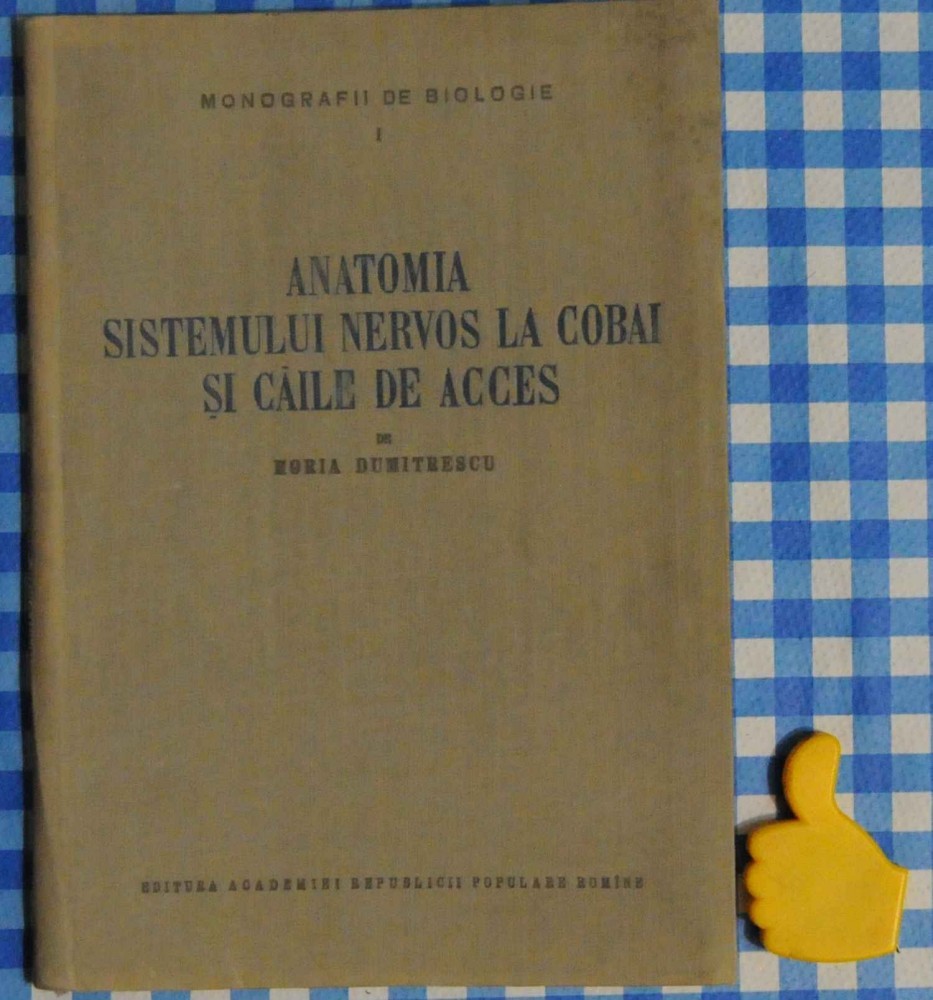 MONOGRAFII DE BIOLOGIE
I
ANATOMIA
SISTEMULUI NERVOS LA COBAI
ȘI CĂILE DE ACCES
DE
HORIA DUMITRESCU
EDITURA ACADEMIEI REPUBLICII POPULARE ROMÎNE